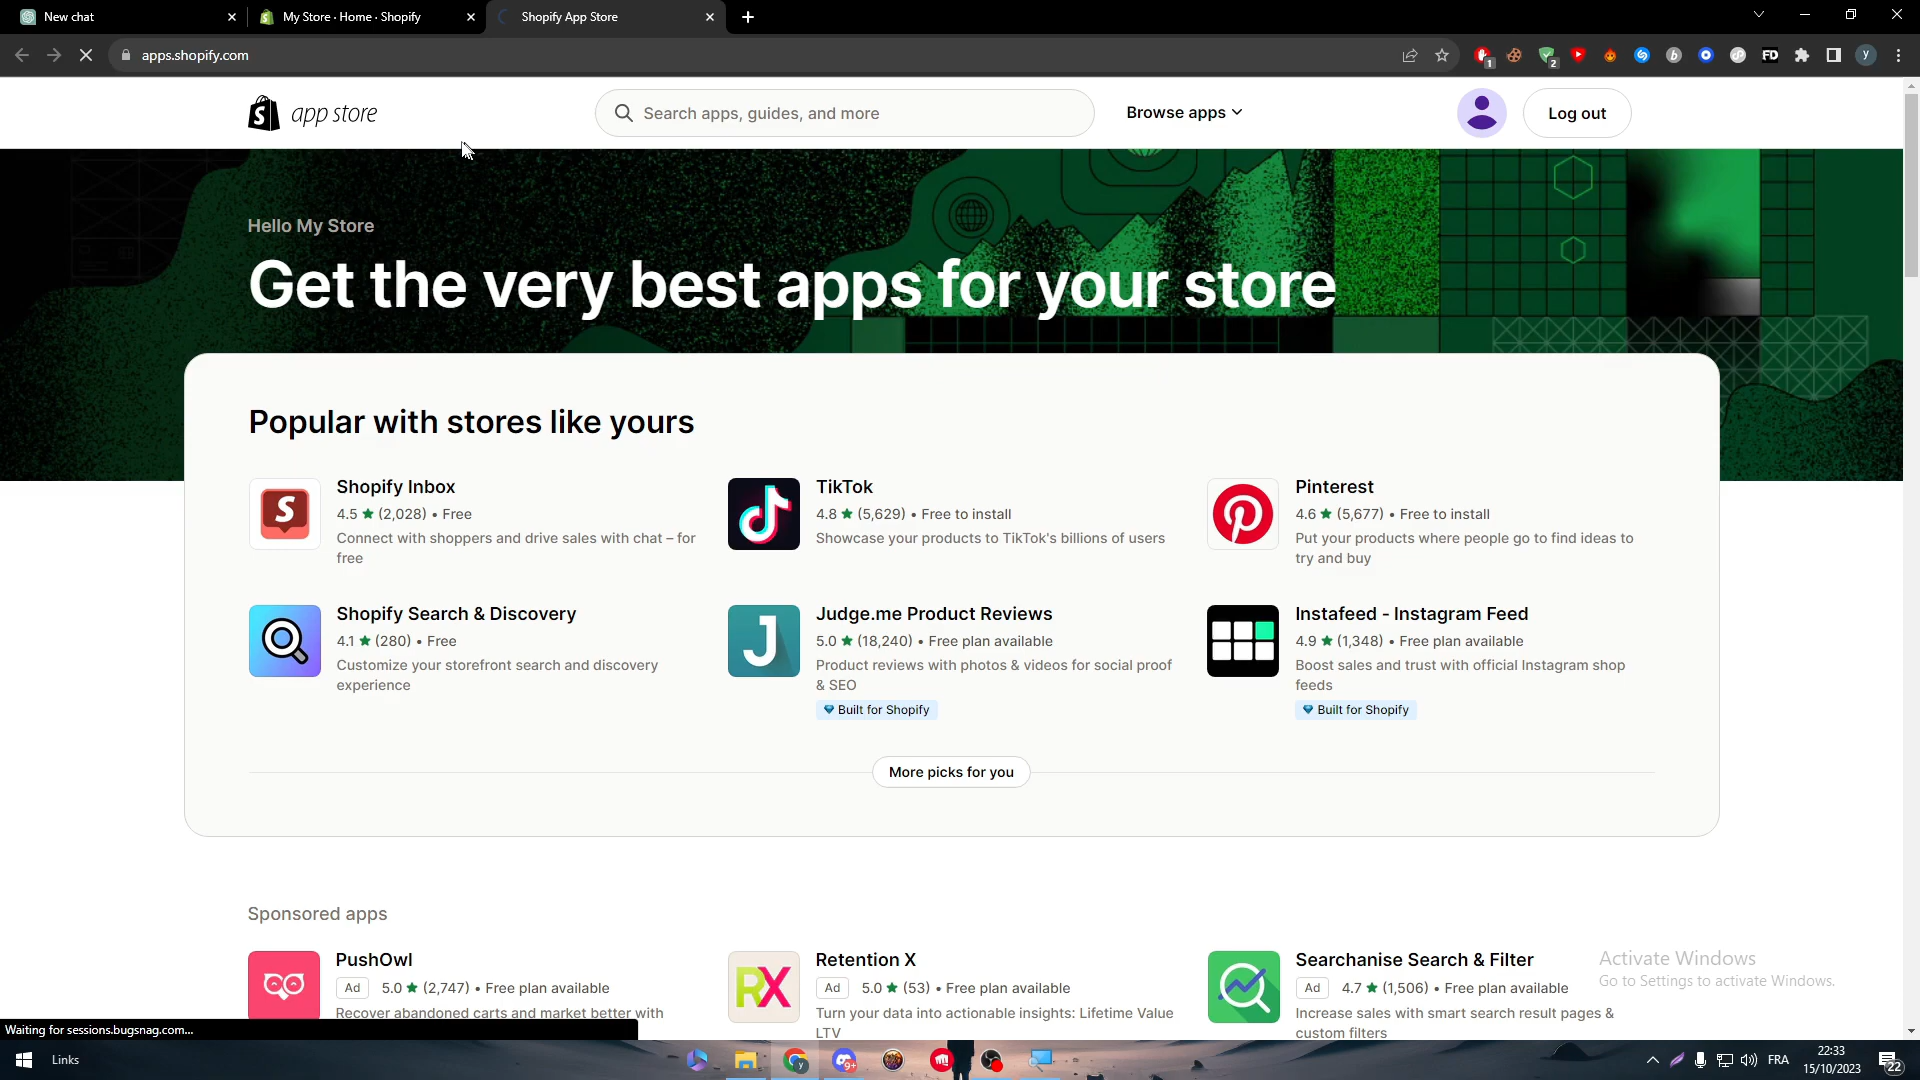 New chat
My Store · Home · Shopify
Shopify App Store
apps.shopify.com
1
2
FD
y
app store
Search apps, guides, and more
Browse apps
Log out
Hello My Store
Get the very best apps for your store
Popular with stores like yours
Shopify Inbox
4.5 ★ (2,028) • Free
Connect with shoppers and drive sales with chat – for
free
TikTok
4.8 ★ (5,629) • Free to install
Showcase your products to TikTok's billions of users
Pinterest
4.6 ★ (5,677) • Free to install
Put your products where people go to find ideas to
try and buy
Shopify Search & Discovery
4.1 ★ (280) • Free
Customize your storefront search and discovery
experience
J
Judge.me Product Reviews
5.0 ★ (18,240) • Free plan available
Product reviews with photos & videos for social proof
& SEO
Built for Shopify
Instafeed - Instagram Feed
4.9 ★ (1,348) • Free plan available
Boost sales and trust with official Instagram shop
feeds
Built for Shopify
More picks for you
Sponsored apps
PushOwl
Ad 5.0 ★ (2,747) • Free plan available
Recover abandoned carts and market better with
RX
Retention X
Ad 5.0 ★ (53) • Free plan available
Turn your data into actionable insights: Lifetime Value
LTV
Searchanise Search & Filter
Ad 4.7 ★ (1,506) • Free plan available
Increase sales with smart search result pages &
custom filters
Activate Windows
Go to Settings to activate Windows.
Waiting for sessions.bugsnag.com...
Links
9+
FRA
22:33
15/10/2023
22